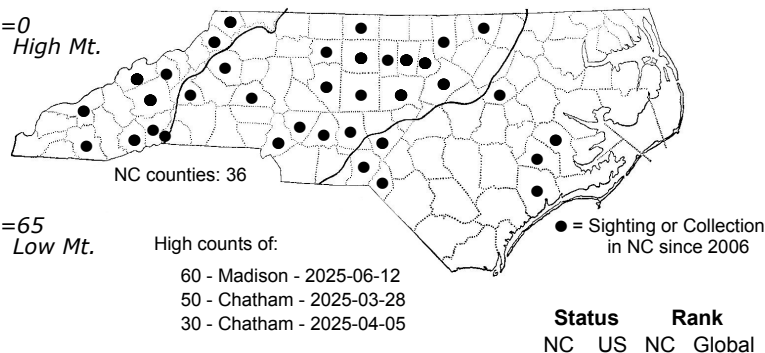 =0
High Mt.
NC counties: 36
=65
Low Mt.
High counts of:
60 - Madison - 2025-06-12
50 - Chatham - 2025-03-28
30 - Chatham - 2025-04-05
● = Sighting or Collection
in NC since 2006
Status Rank
NC US NC Global